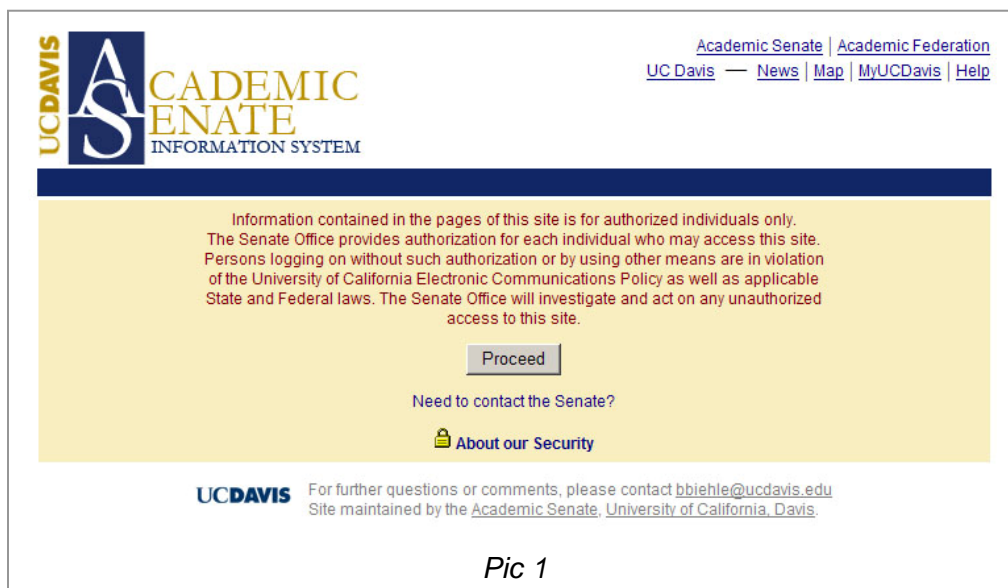 UCDAVIS
AS
ACADEMIC
SENATE
INFORMATION SYSTEM
Academic Senate | Academic Federation
UC Davis — News | Map | MyUCDavis | Help
Information contained in the pages of this site is for authorized individuals only.
The Senate Office provides authorization for each individual who may access this site.
Persons logging on without such authorization or by using other means are in violation
of the University of California Electronic Communications Policy as well as applicable
State and Federal laws. The Senate Office will investigate and act on any unauthorized
access to this site.
Proceed
Need to contact the Senate?
About our Security
UCDAVIS
For further questions or comments, please contact bbiehle@ucdavis.edu
Site maintained by the Academic Senate, University of California, Davis.
Pic 1